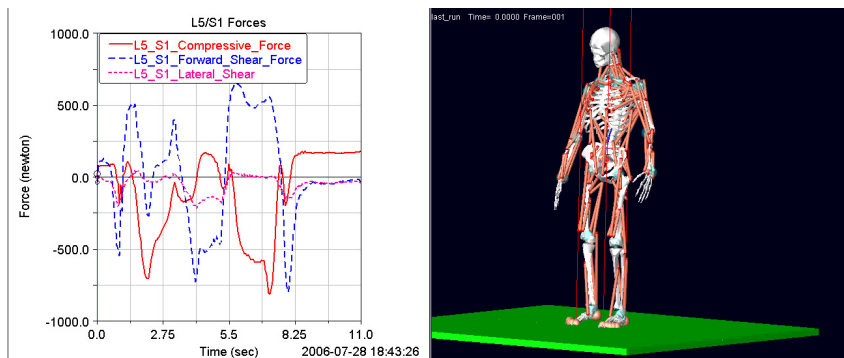 L5/S1 Forces
1000.0
500.0
0.0
-500.0
-1000.0
Force (newton)
L5_S1_Compressive_Force
L5_S1_Forward_Shear_Force
L5_S1_Lateral_Shear
0.0 2.75 5.5 8.25 11.0
Time (sec)
2006-07-28 18:43:26
last_run Time= 0.0000 Frame=001